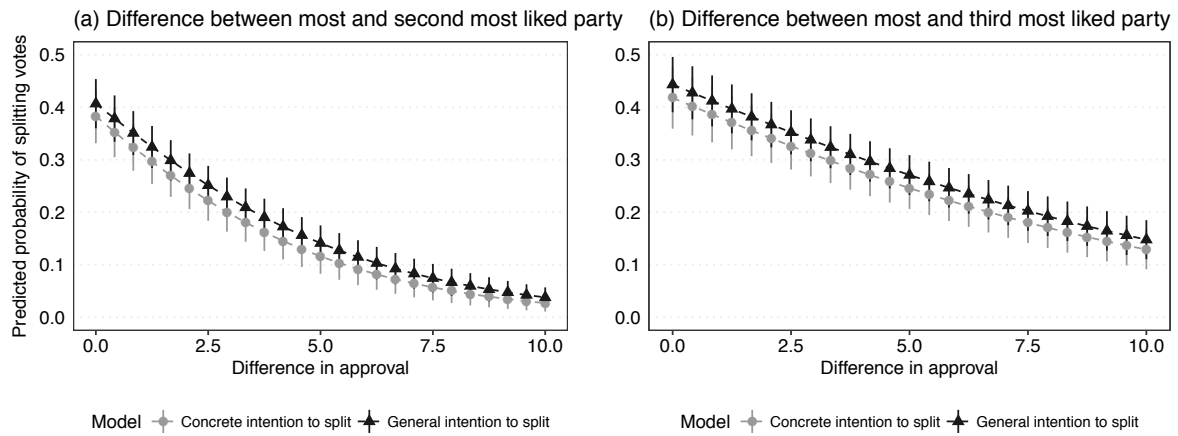 (a) Difference between most and second most liked party
(b) Difference between most and third most liked party
Predicted probability of splitting votes
0.5
0.4
0.3
0.2
0.1
0.0
0.0 2.5 5.0 7.5 10.0
Difference in approval
0.5
0.4
0.3
0.2
0.1
0.0
0.0 2.5 5.0 7.5 10.0
Difference in approval
Model Concrete intention to split General intention to split
Model Concrete intention to split General intention to split